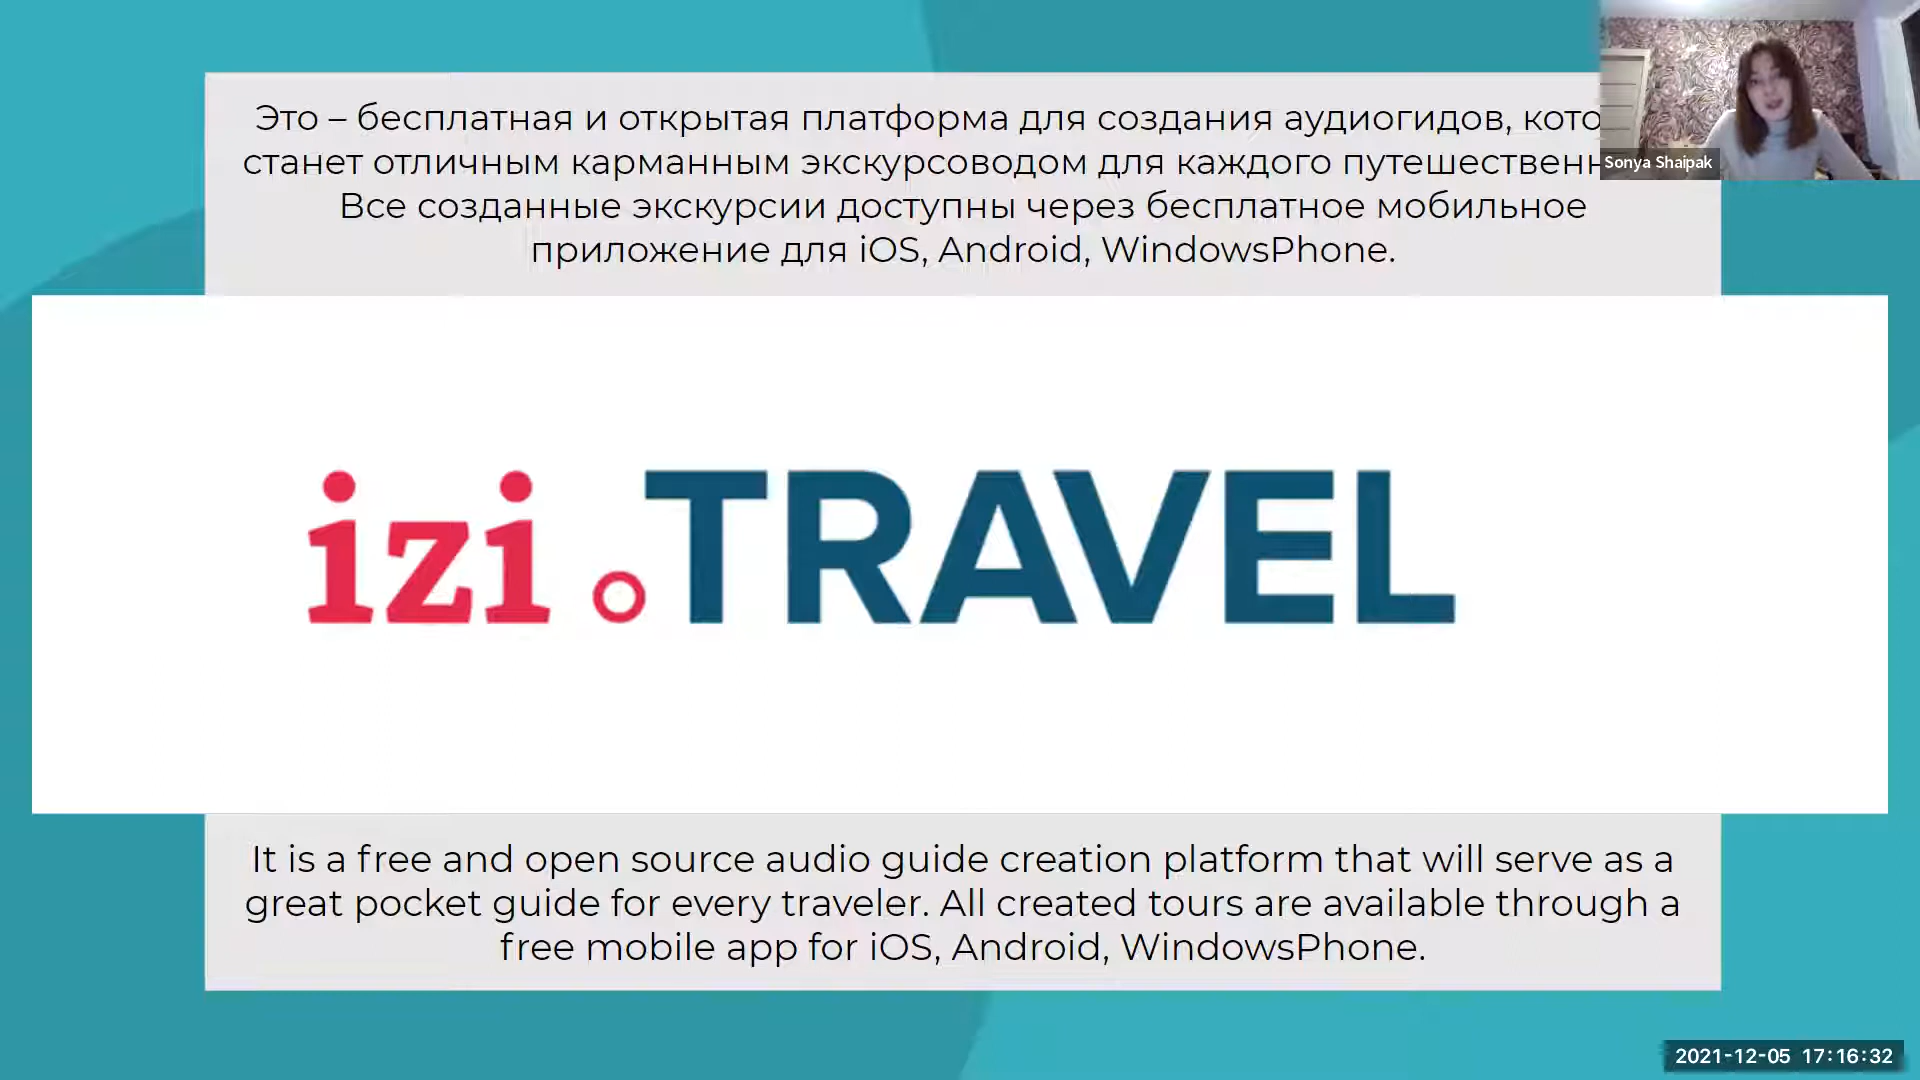 Это – бесплатная и открытая платформа для создания аудиогидов,
станет отличным карманным экскурсоводом для каждого
Все созданные экскурсии доступны через бесплатное мобильное
приложение для iOS, Android, WindowsPhone.
Sonya Shaipak
izi.TRAVEL
It is a free and open source audio guide creation platform that will serve as a
great pocket guide for every traveler. All created tours are available through a
free mobile app for iOS, Android, WindowsPhone.
2021-12-05 17:16:32